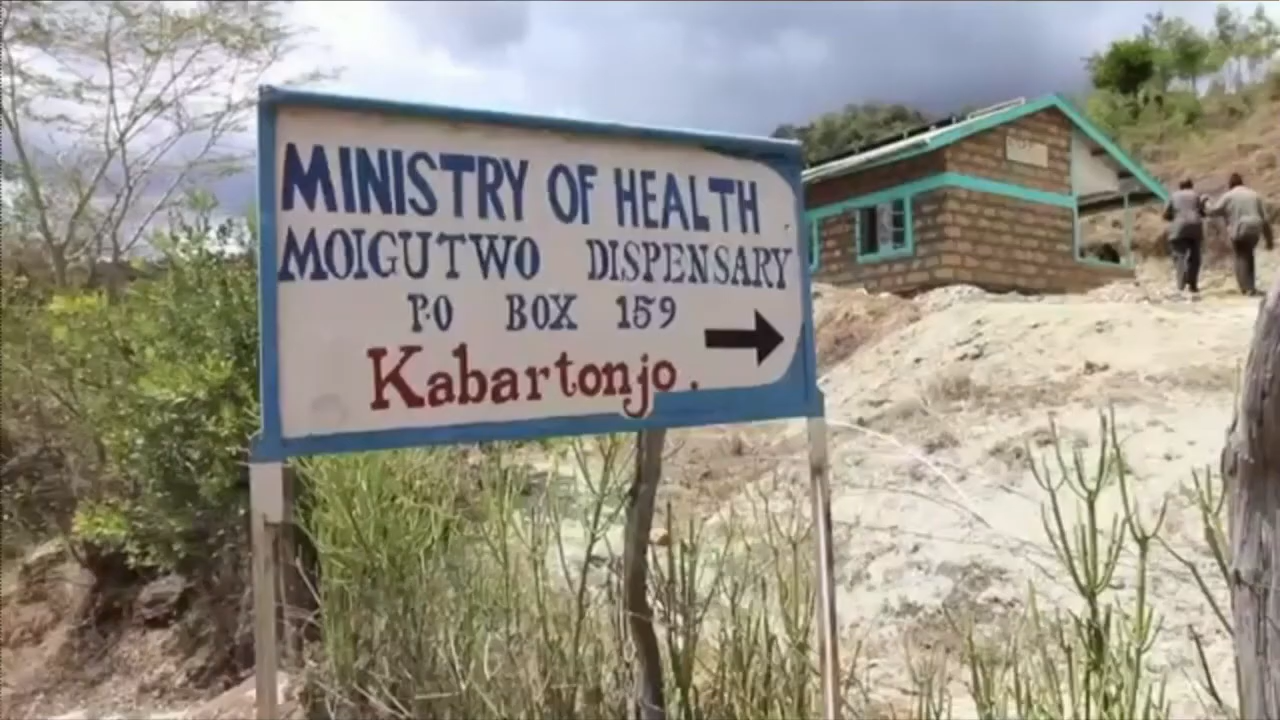 MINISTRY OF HEALTH
MOIGUTWO DISPENSARY
P.O BOX 159
Kabartonjo.